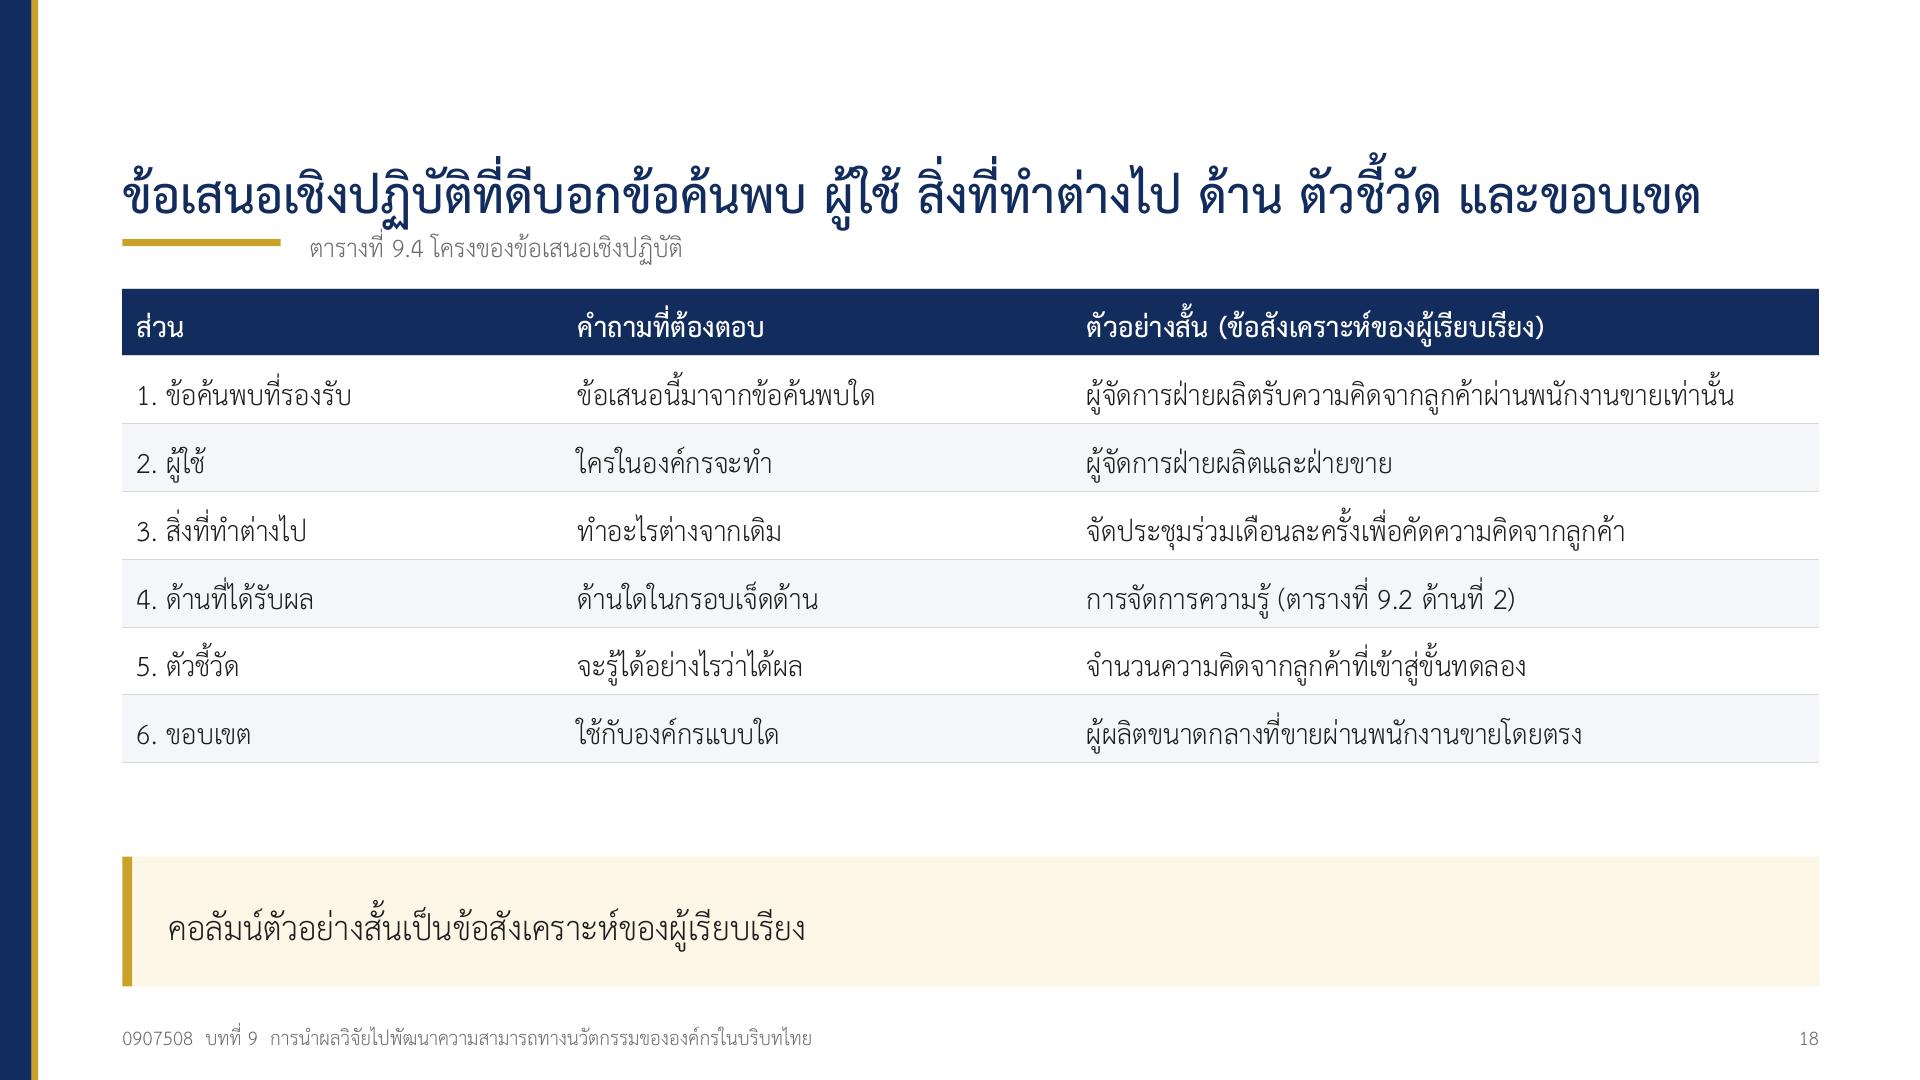 ข้อเสนอเชิงปฏิบัติที่ดีบอกข้อค้นพบ ผู้ใช้ สิ่งที่ทำต่างไป ด้าน ตัวชี้วัด และขอบเขต
ตารางที่ 9.4 โครงของข้อเสนอเชิงปฏิบัติ
ส่วน คำถามที่ต้องตอบ ตัวอย่างสั้น (ข้อสังเคราะห์ของผู้เรียบเรียง)
1. ข้อค้นพบที่รองรับ ข้อเสนอนี้มาจากข้อค้นพบใด ผู้จัดการฝ่ายผลิตรับความคิดจากลูกค้าผ่านพนักงานขายเท่านั้น
2. ผู้ใช้ ใครในองค์กรจะทำ ผู้จัดการฝ่ายผลิตและฝ่ายขาย
3. สิ่งที่ทำต่างไป ทำอะไรต่างจากเดิม จัดประชุมร่วมเดือนละครั้งเพื่อคัดความคิดจากลูกค้า
4. ด้านที่ได้รับผล ด้านใดในกรอบเจ็ดด้าน การจัดการความรู้ (ตารางที่ 9.2 ด้านที่ 2)
5. ตัวชี้วัด จะรู้ได้อย่างไรว่าได้ผล จำนวนความคิดจากลูกค้าที่เข้าสู่ขั้นทดลอง
6. ขอบเขต ใช้กับองค์กรแบบใด ผู้ผลิตขนาดกลางที่ขายผ่านพนักงานขายโดยตรง
คอลัมน์ตัวอย่างสั้นเป็นข้อสังเคราะห์ของผู้เรียบเรียง
0907508 บทที่ 9 การนำผลวิจัยไปพัฒนาความสามารถทางนวัตกรรมขององค์กรในบริบทไทย 18